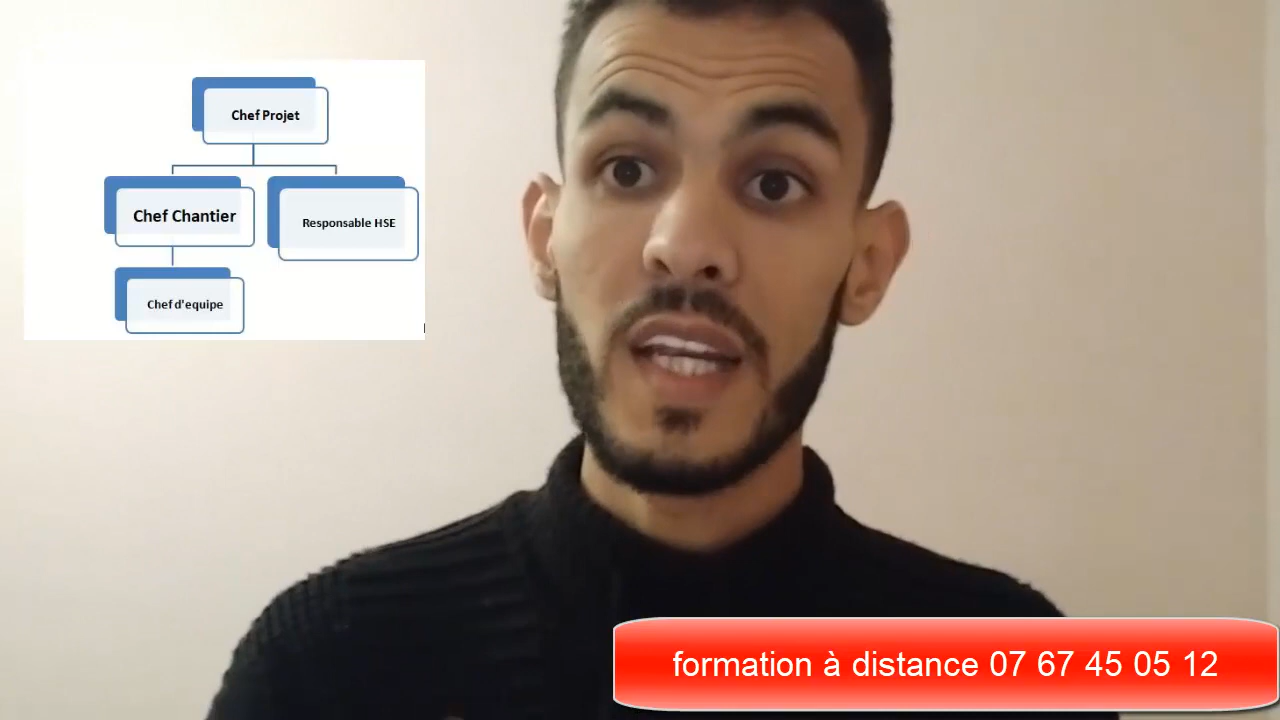 Chef Projet
Chef Chantier
Responsable HSE
Chef d'equipe
formation à distance 07 67 45 05 12